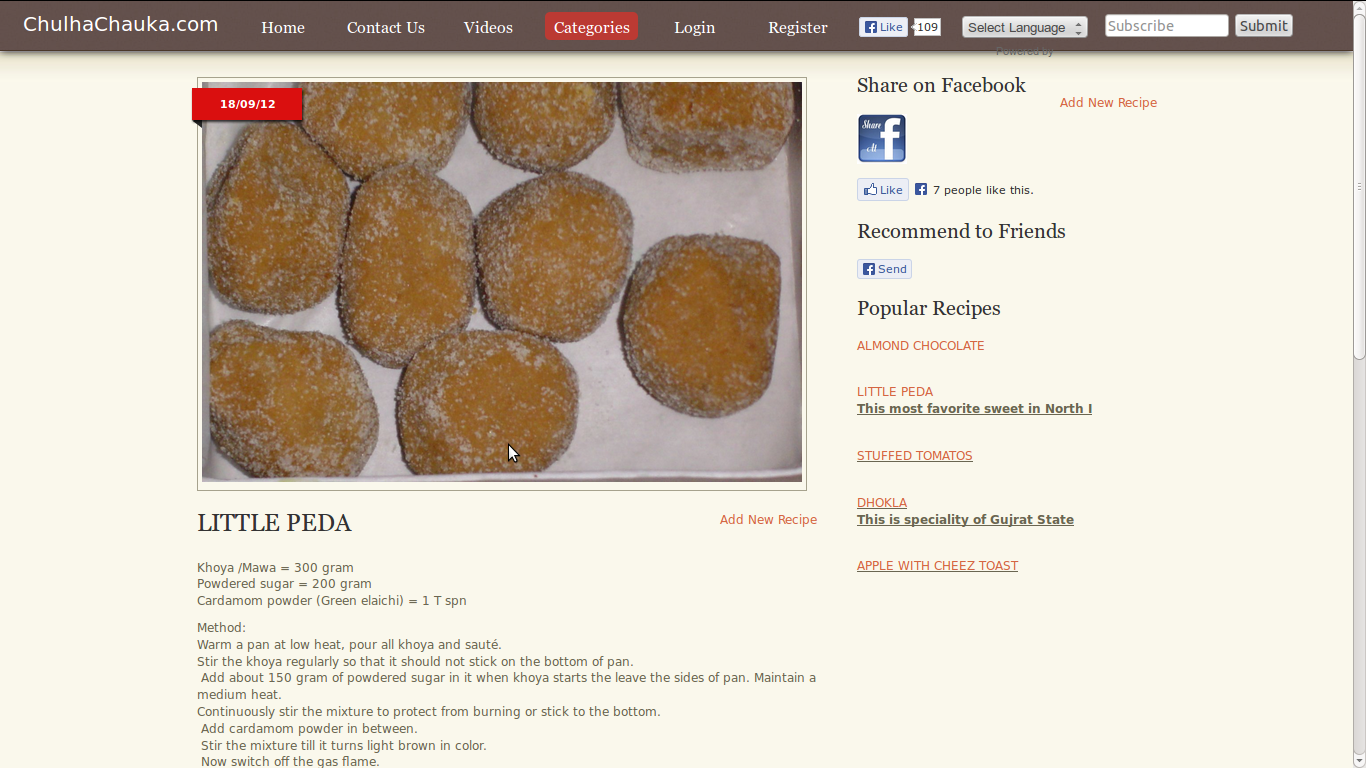 ChulhaChauka.com
Home
Contact Us
Videos
Categories
Login
Register
Like
109
Select Language
Subscribe
Submit
Powered by
18/09/12
Share on Facebook
Add New Recipe
Share
At
Like
7 people like this.
Recommend to Friends
Send
Popular Recipes
ALMOND CHOCOLATE
LITTLE PEDA
This most favorite sweet in North I
STUFFED TOMATOS
DHOKLA
This is speciality of Gujrat State
APPLE WITH CHEEZ TOAST
LITTLE PEDA
Add New Recipe
Khoya /Mawa = 300 gram
Powdered sugar = 200 gram
Cardamom powder (Green elaichi) = 1 T spn
Method:
Warm a pan at low heat, pour all khoya and sauté.
Stir the khoya regularly so that it should not stick on the bottom of pan.
Add about 150 gram of powdered sugar in it when khoya starts the leave the sides of pan. Maintain a
medium heat.
Continuously stir the mixture to protect from burning or stick to the bottom.
Add cardamom powder in between.
Stir the mixture till it turns light brown in color.
Now switch off the gas flame.